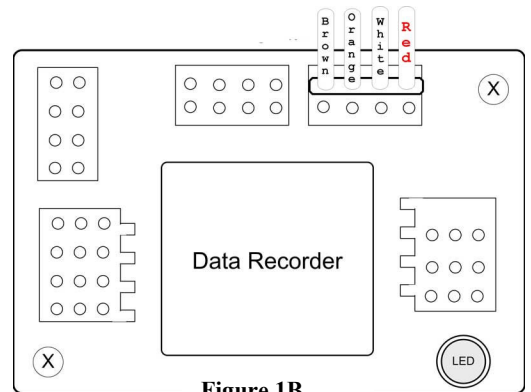 Brown
Orange
White
Red
X
Data Recorder
X
LED
Figure 1B